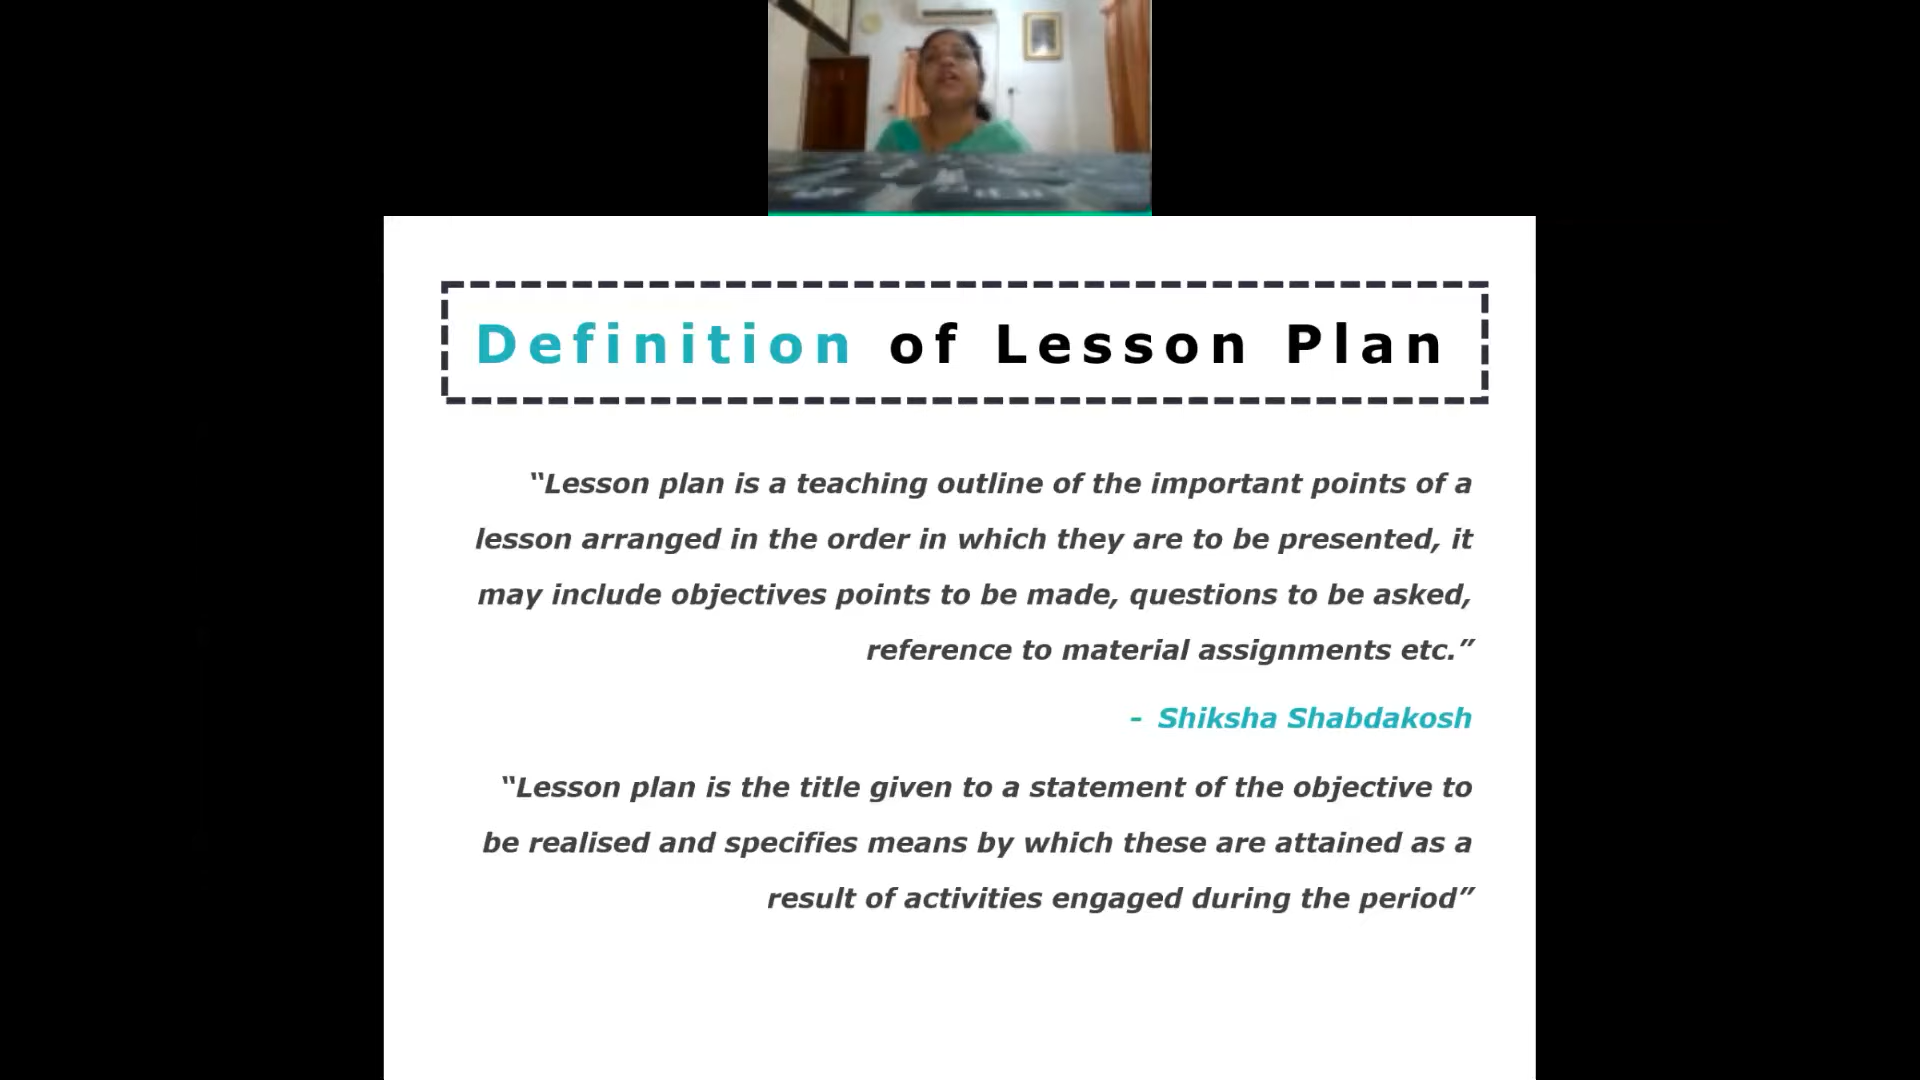 Definition of Lesson Plan
“Lesson plan is a teaching outline of the important points of a
lesson arranged in the order in which they are to be presented, it
may include objectives points to be made, questions to be asked,
reference to material assignments etc.”
- Shiksha Shabdakosh
“Lesson plan is the title given to a statement of the objective to
be realised and specifies means by which these are attained as a
result of activities engaged during the period”